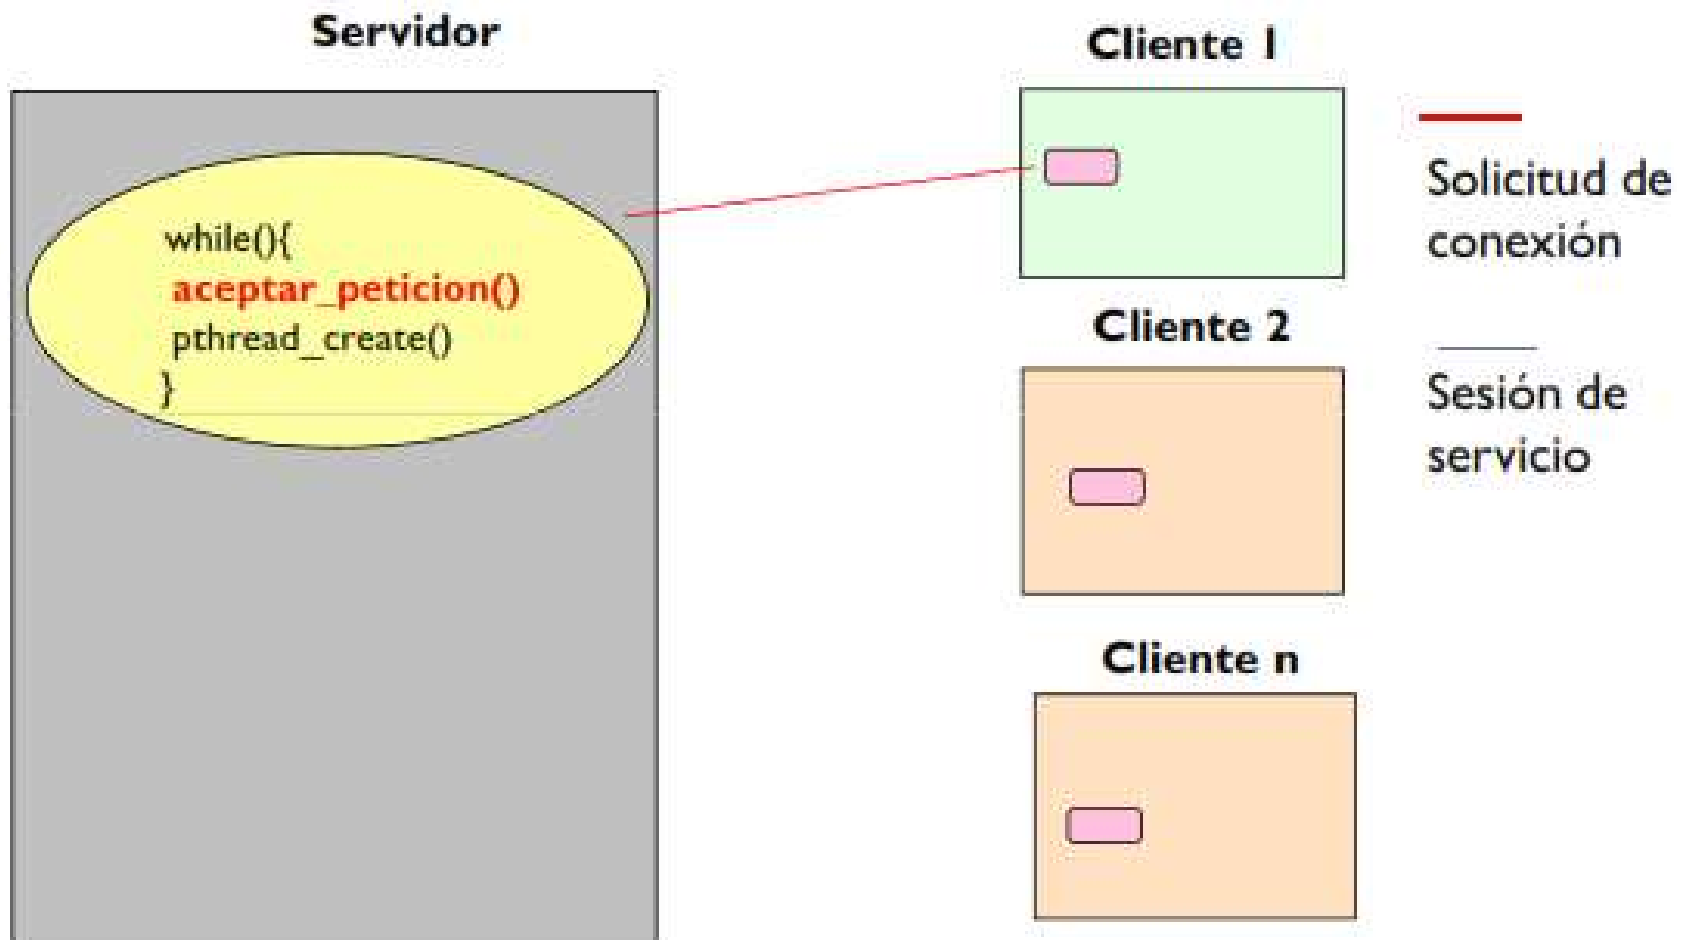 Servidor
while(){
aceptar_peticion()
pthread_create()
}
Cliente 1
Cliente 2
Cliente n
Solicitud de
conexión
Sesión de
servicio